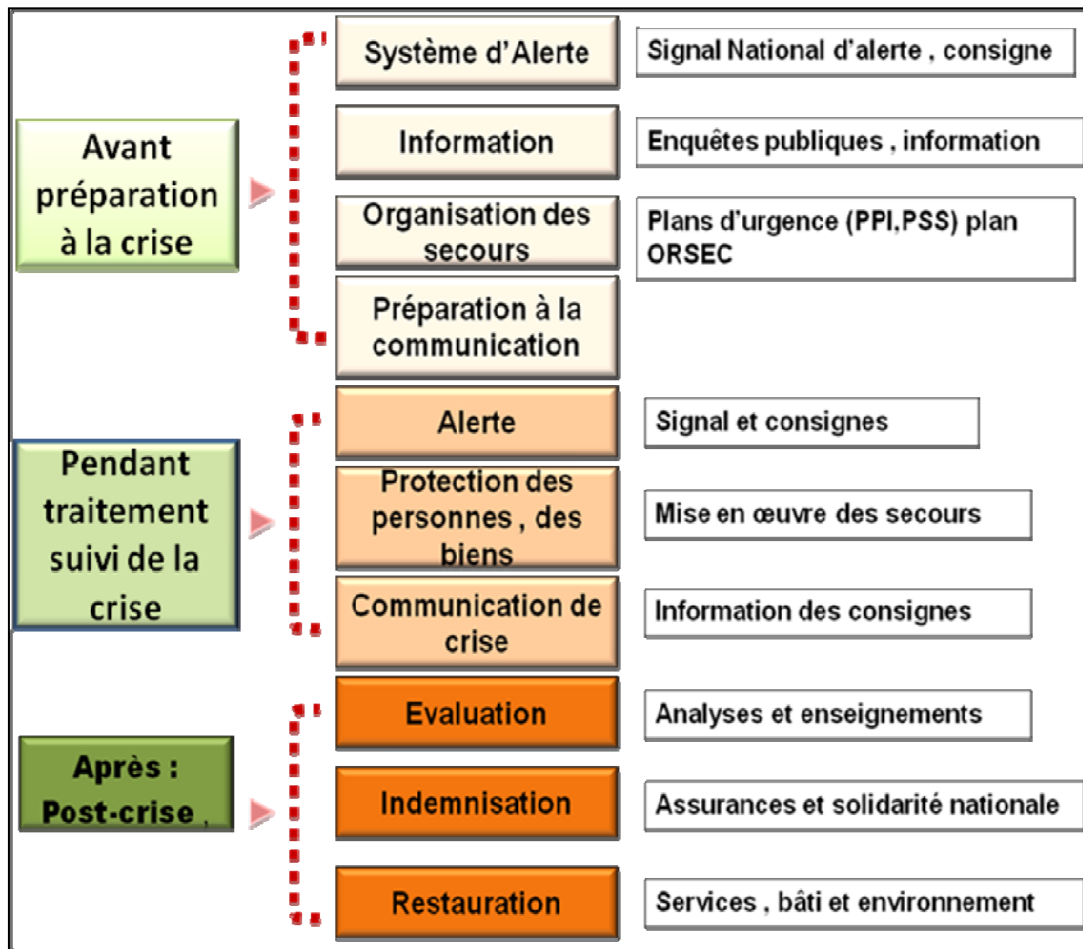 Avant
préparation
à la crise
Système d'Alerte
Signal National d'alerte , consigne
Information
Enquêtes publiques , information
Organisation des
secours
Plans d'urgence (PPI,PSS) plan
ORSEC
Préparation à la
communication
Pendant
traitement
suivi de la
crise
Alerte
Signal et consignes
Protection des
personnes , des
biens
Mise en œuvre des secours
Communication de
crise
Information des consignes
Après :
Post-crise ,
Evaluation
Analyses et enseignements
Indemnisation
Assurances et solidarité nationale
Restauration
Services , bâti et environnement